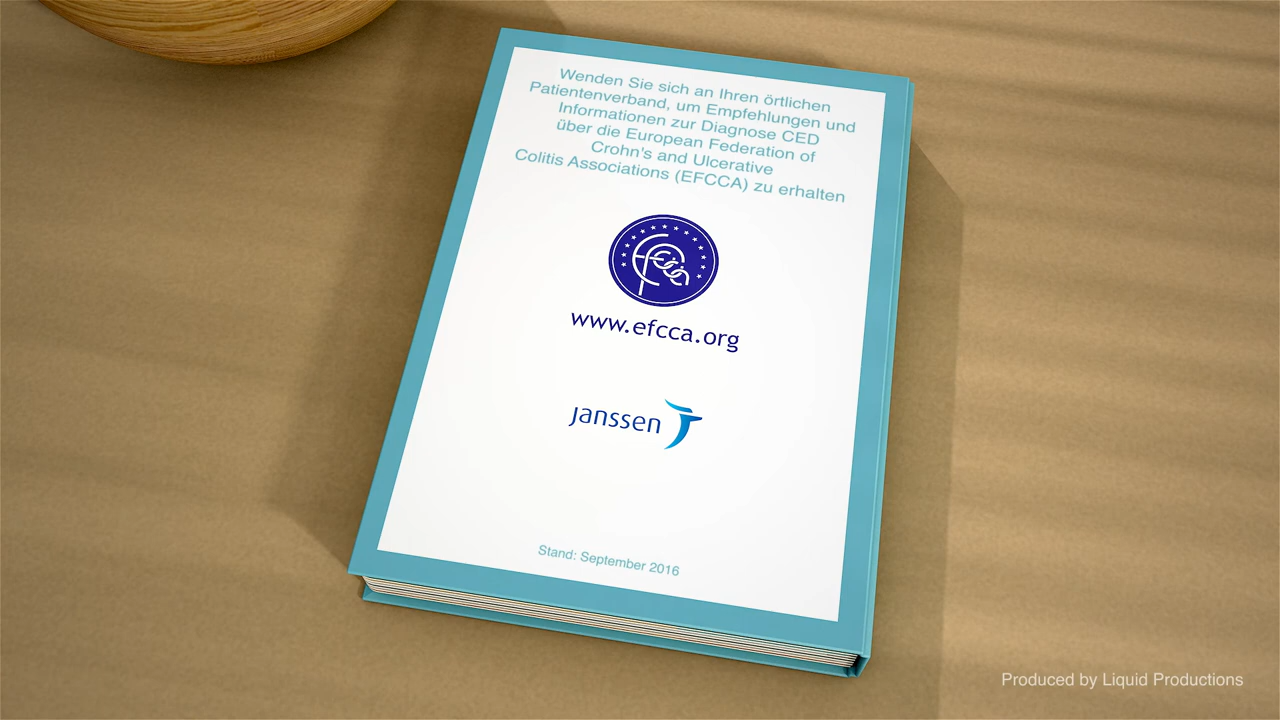 Wenden Sie sich an Ihren örtlichen
Patientenverband, um Empfehlungen und
Informationen zur Diagnose CED
über die European Federation of
Crohn's and Ulcerative
Colitis Associations (EFCCA) zu erhalten
efcca
www.efcca.org
janssen
Stand: September 2016
Produced by Liquid Productions